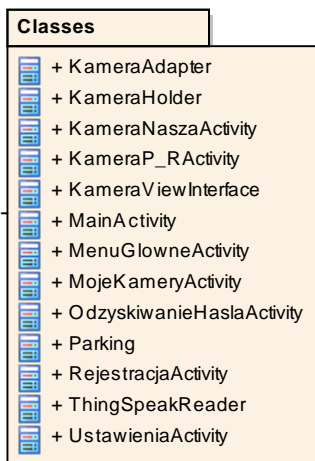 Classes
+ KameraAdapter
+ KameraHolder
+ KameraNaszaActivity
+ KameraP_RActivity
+ KameraViewInterface
+ MainActivity
+ MenuGlowneActivity
+ MojeKameryActivity
+ OdzyskiwanieHaslaActivity
+ Parking
+ RejestracjaActivity
+ ThingSpeakReader
+ UstawieniaActivity